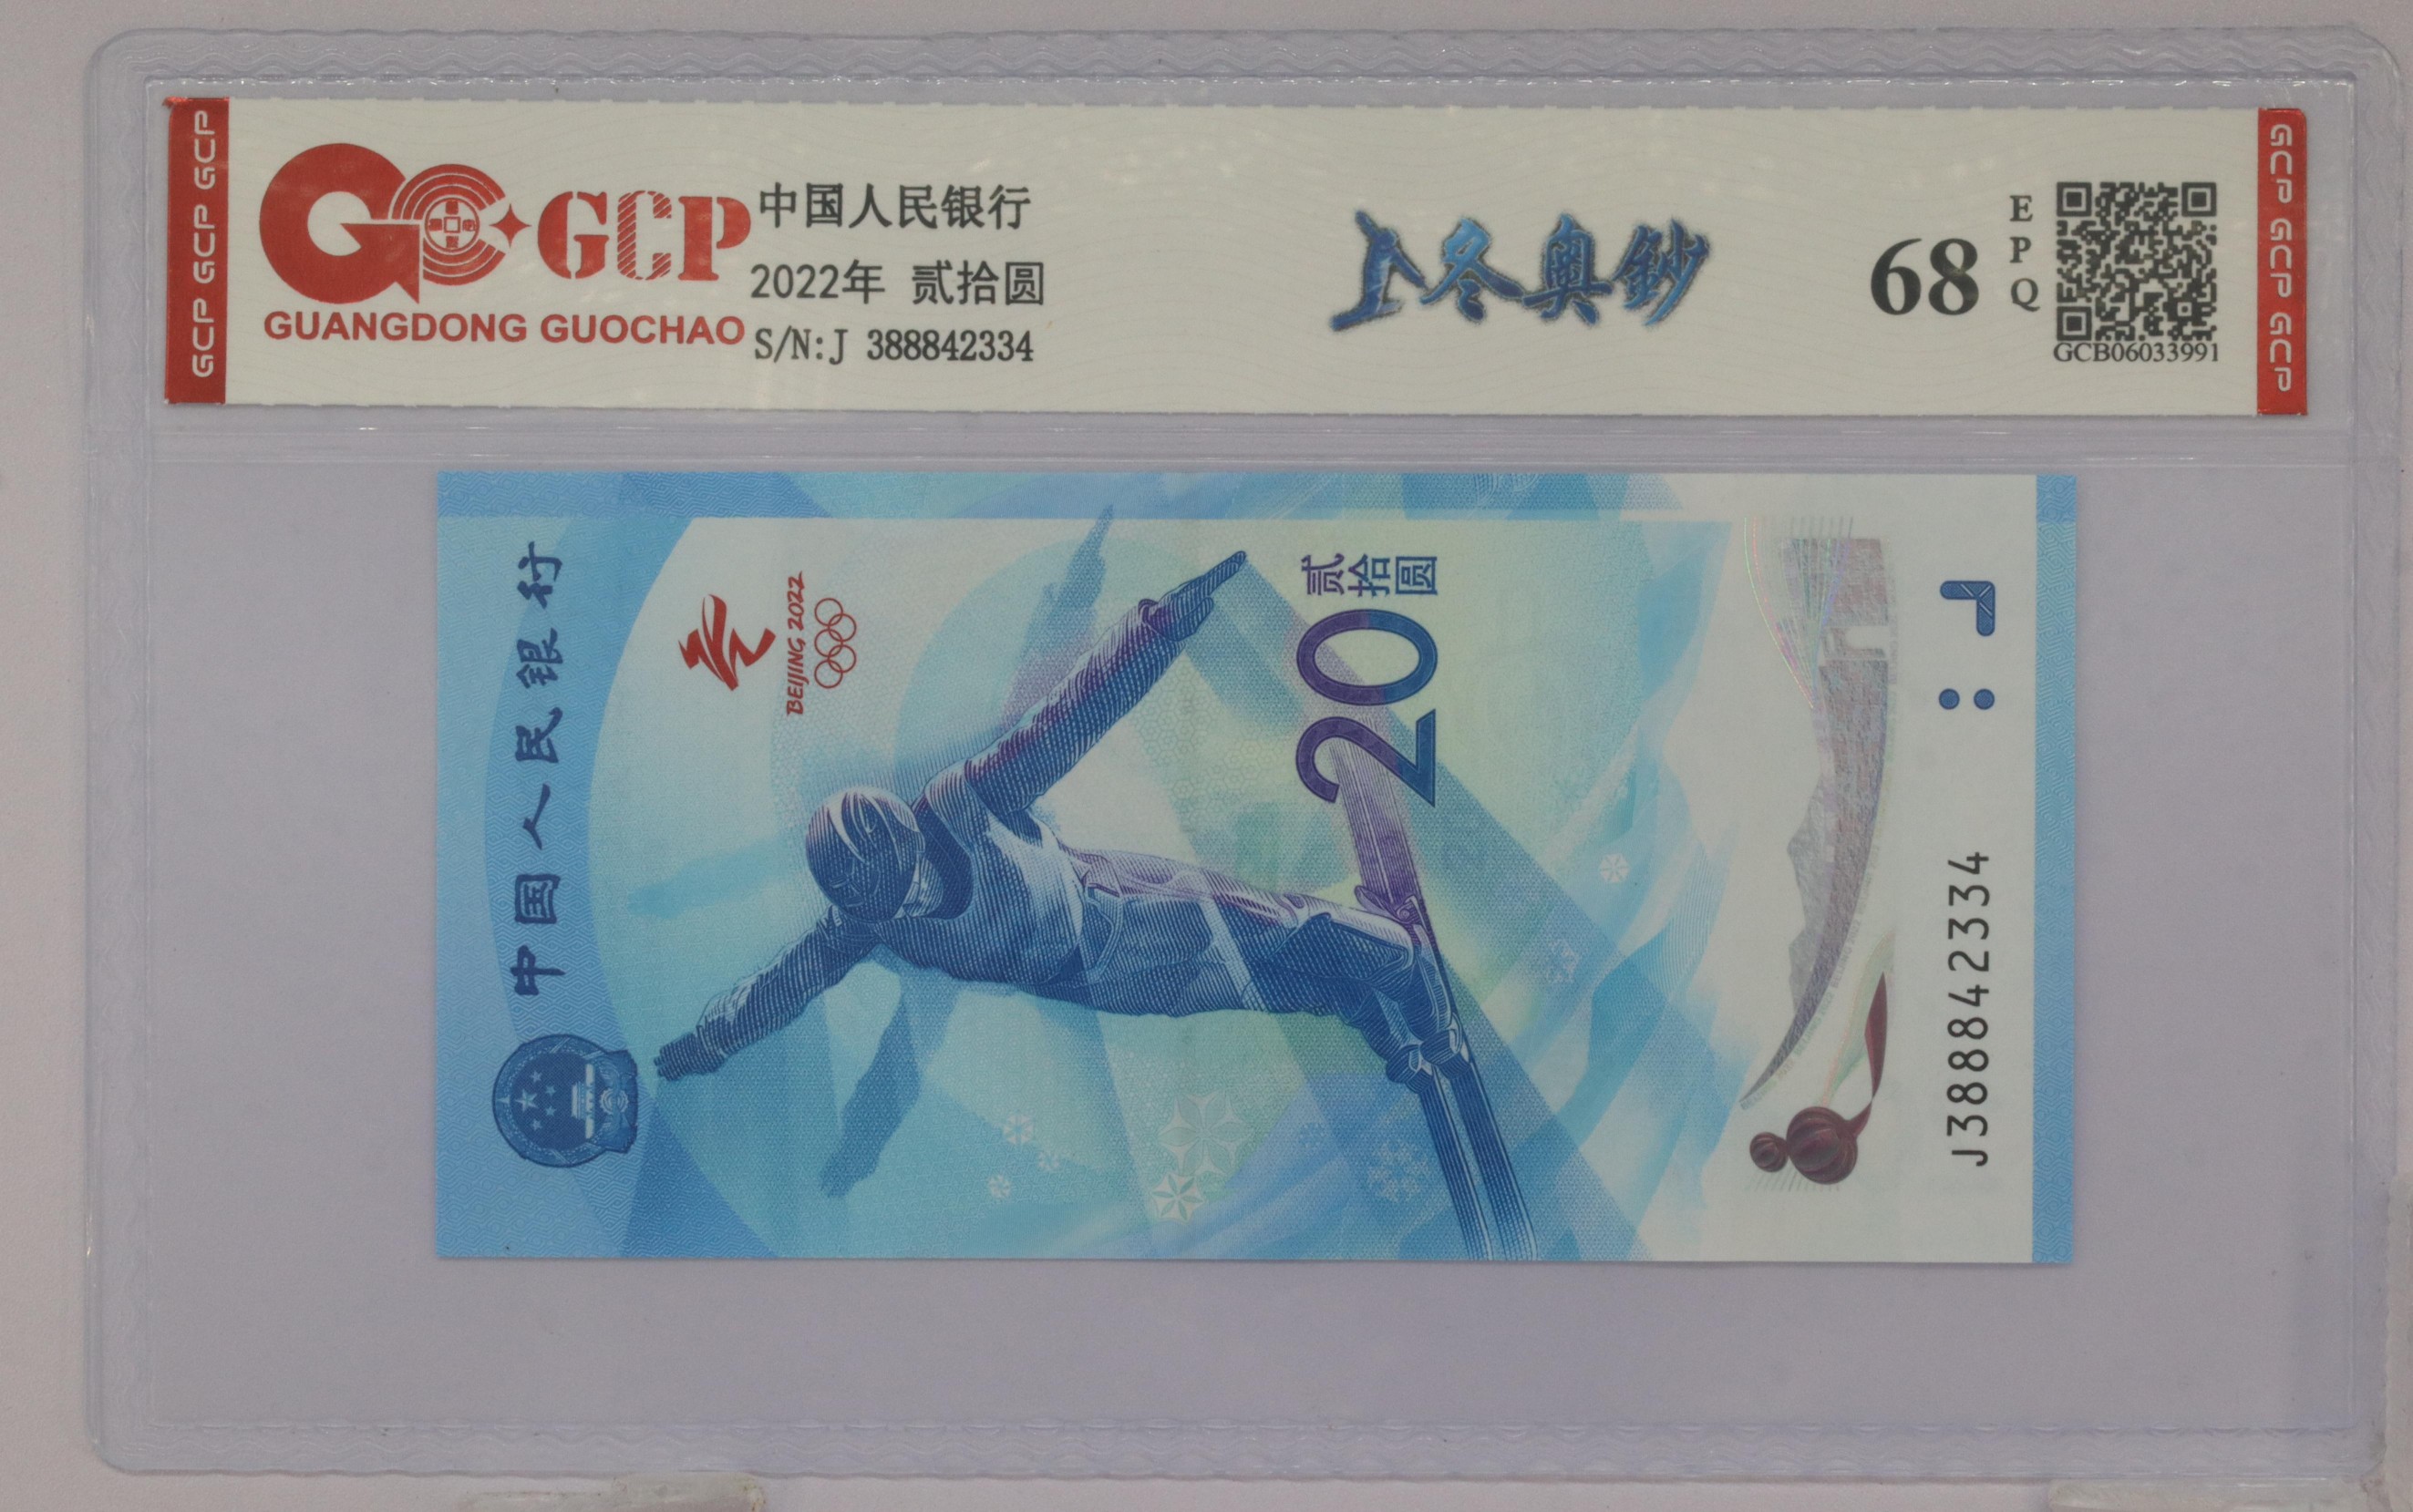 GCP GCP GCP
GCP
GUANGDONG GUOCHAO
中国人民银行
2022年 贰拾圆
S/N:J 388842334
冬奥鈔
68
EPQ
GCB06033991
GCP GCP GCP
中国人民银行
BEIJING 2022
贰拾圆
20
J388842334